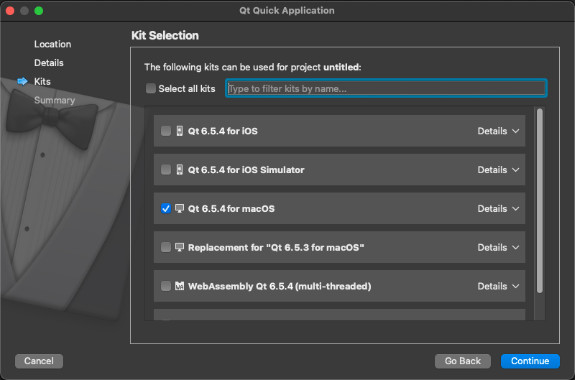 Qt Quick Application
Location
Details
Kits
Summary
Kit Selection
The following kits can be used for project untitled:
Select all kits
Type to filter kits by name...
Qt 6.5.4 for iOS
Details
Qt 6.5.4 for iOS Simulator
Details
Qt 6.5.4 for macOS
Details
Replacement for "Qt 6.5.3 for macOS"
Details
WebAssembly Qt 6.5.4 (multi-threaded)
Details
Cancel
Go Back
Continue